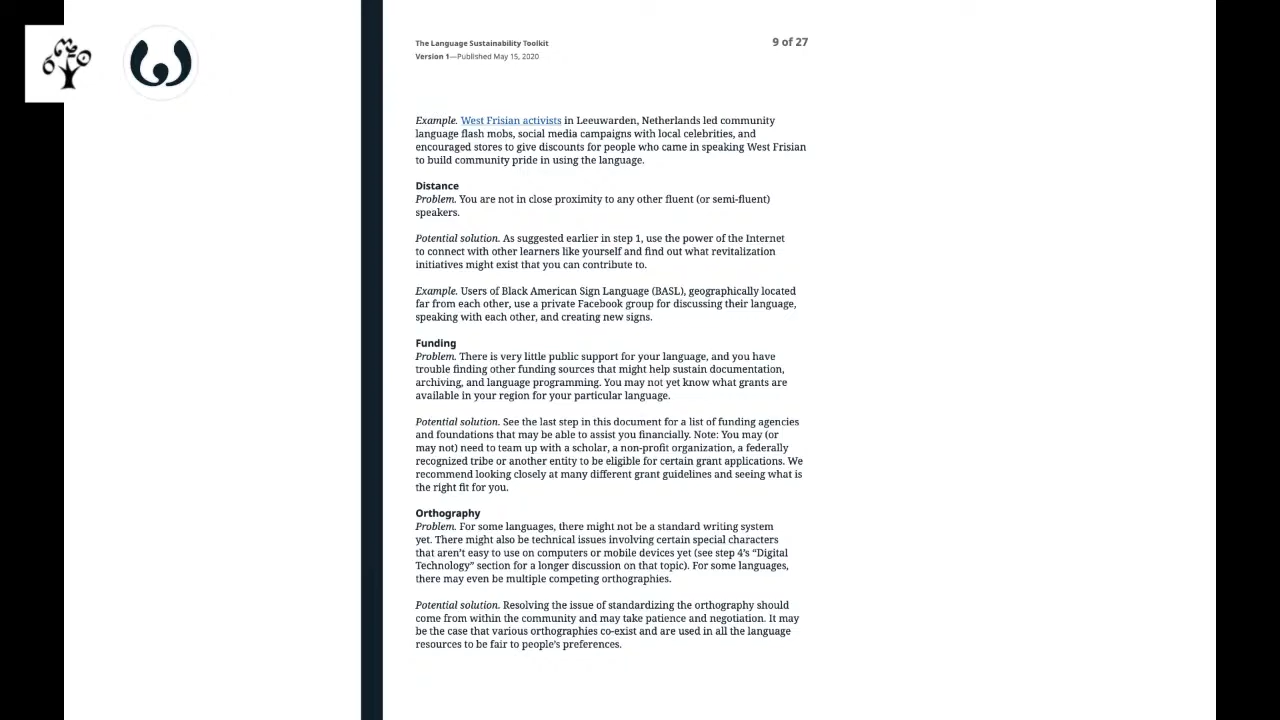 The Language Sustainability Toolkit
9 of 27
Version 1—Published May 15, 2020
Example. West Frisian activists in Leeuwarden, Netherlands led community
language flash mobs, social media campaigns with local celebrities, and
encouraged stores to give discounts for people who came in speaking West Frisian
to build community pride in using the language.
Distance
Problem. You are not in close proximity to any other fluent (or semi-fluent)
speakers.
Potential solution. As suggested earlier in step 1, use the power of the Internet
to connect with other learners like yourself and find out what revitalization
initiatives might exist that you can contribute to.
Example. Users of Black American Sign Language (BASL), geographically located
far from each other, use a private Facebook group for discussing their language,
speaking with each other, and creating new signs.
Funding
Problem. There is very little public support for your language, and you have
trouble finding other funding sources that might help sustain documentation,
archiving, and language programming. You may not yet know what grants are
available in your region for your particular language.
Potential solution. See the last step in this document for a list of funding agencies
and foundations that may be able to assist you financially. Note: You may (or
may not) need to team up with a scholar, a non-profit organization, a federally
recognized tribe or another entity to be eligible for certain grant applications. We
recommend looking closely at many different grant guidelines and seeing what is
the right fit for you.
Orthography
Problem. For some languages, there might not be a standard writing system
yet. There might also be technical issues involving certain special characters
that aren't easy to use on computers or mobile devices yet (see step 4's “Digital
Technology” section for a longer discussion on that topic). For some languages,
there may even be multiple competing orthographies.
Potential solution. Resolving the issue of standardizing the orthography should
come from within the community and may take patience and negotiation. It may
be the case that various orthographies co-exist and are used in all the language
resources to be fair to people's preferences.